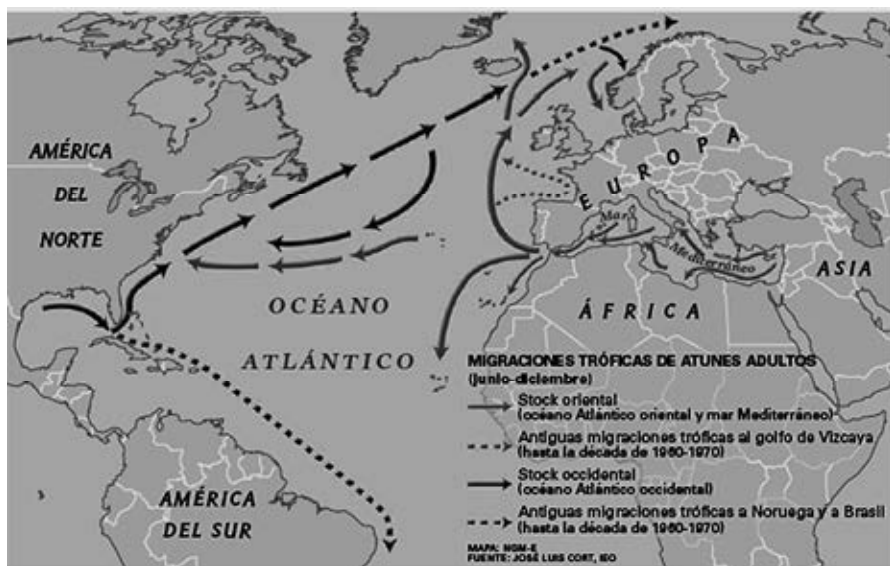 AMÉRICA
DEL
NORTE
EUROPA
Mar
Mediterráneo
ASIA
OCÉANO
ATLÁNTICO
ÁFRICA
AMÉRICA
DEL SUR
MIGRACIONES TRÓFICAS DE ATUNES ADULTOS
(junio-diciembre)
Stock oriental
(océano Atlántico oriental y mar Mediterráneo)
Antiguas migraciones tróficas al golfo de Vizcaya
(hasta la década de 1960-1970)
Stock occidental
(océano Atlántico occidental)
Antiguas migraciones tróficas a Noruega y a Brasil
(hasta la década de 1960-1970)
MAPA: NGM-E
FUENTE: JOSÉ LUIS CORT, IEO